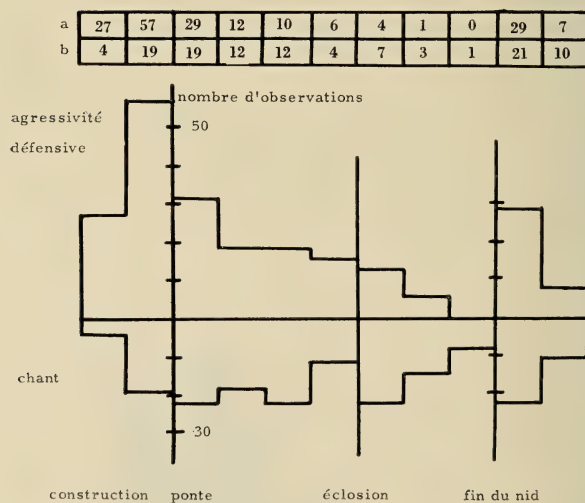 a 27 57 29 12 10 6 4 1 0 29 7
b 4 19 19 12 12 4 7 3 1 21 10
nombre d'observations
agressivité
50
défensive
chant
30
construction ponte éclosion fin du nid